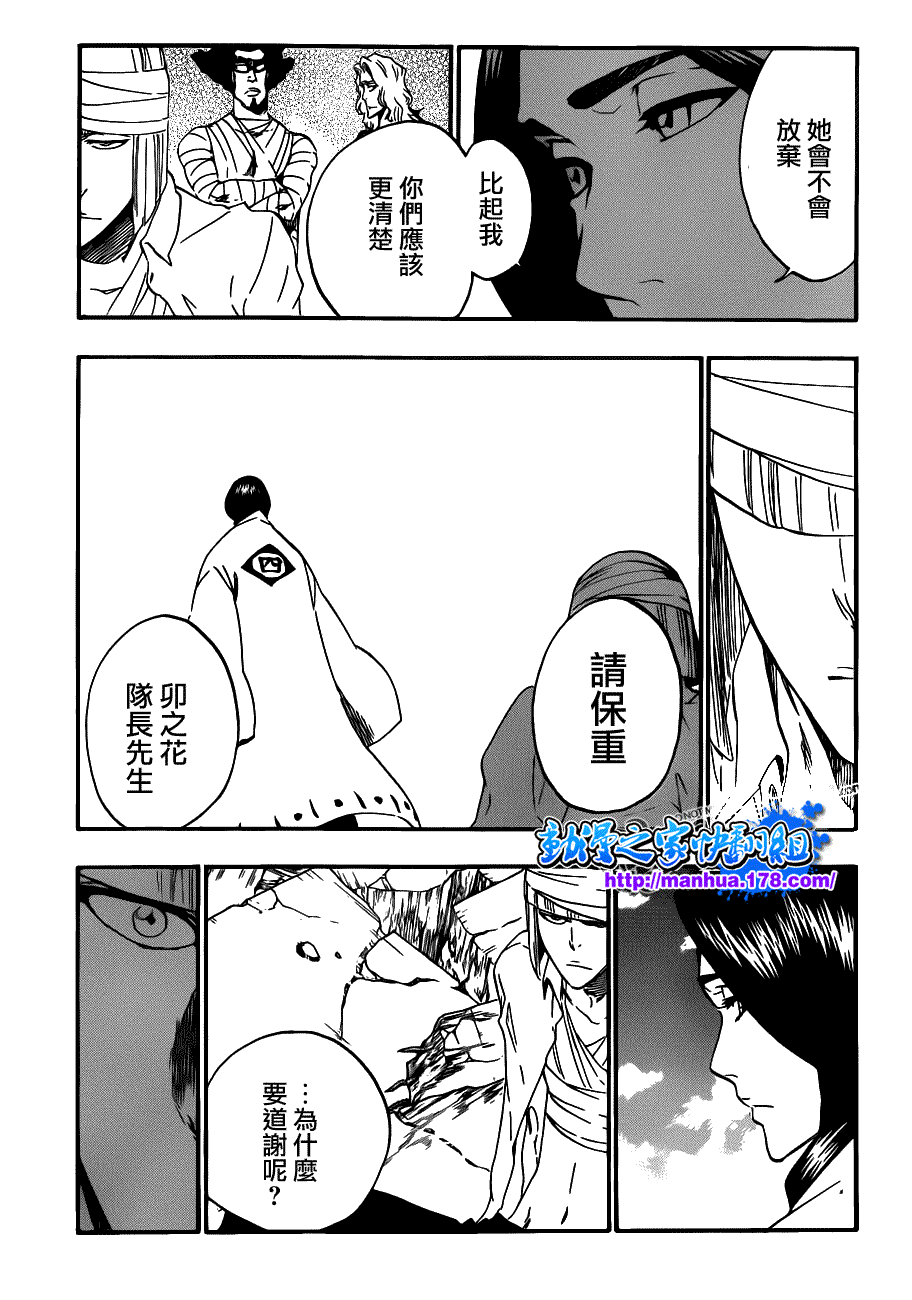 她會不會
放棄
比起我
你們應該
更清楚
四
請保重
卯之花
隊長先生
動漫之家快翻組
http://manhua.178.com/
…為什麼
要道謝呢?